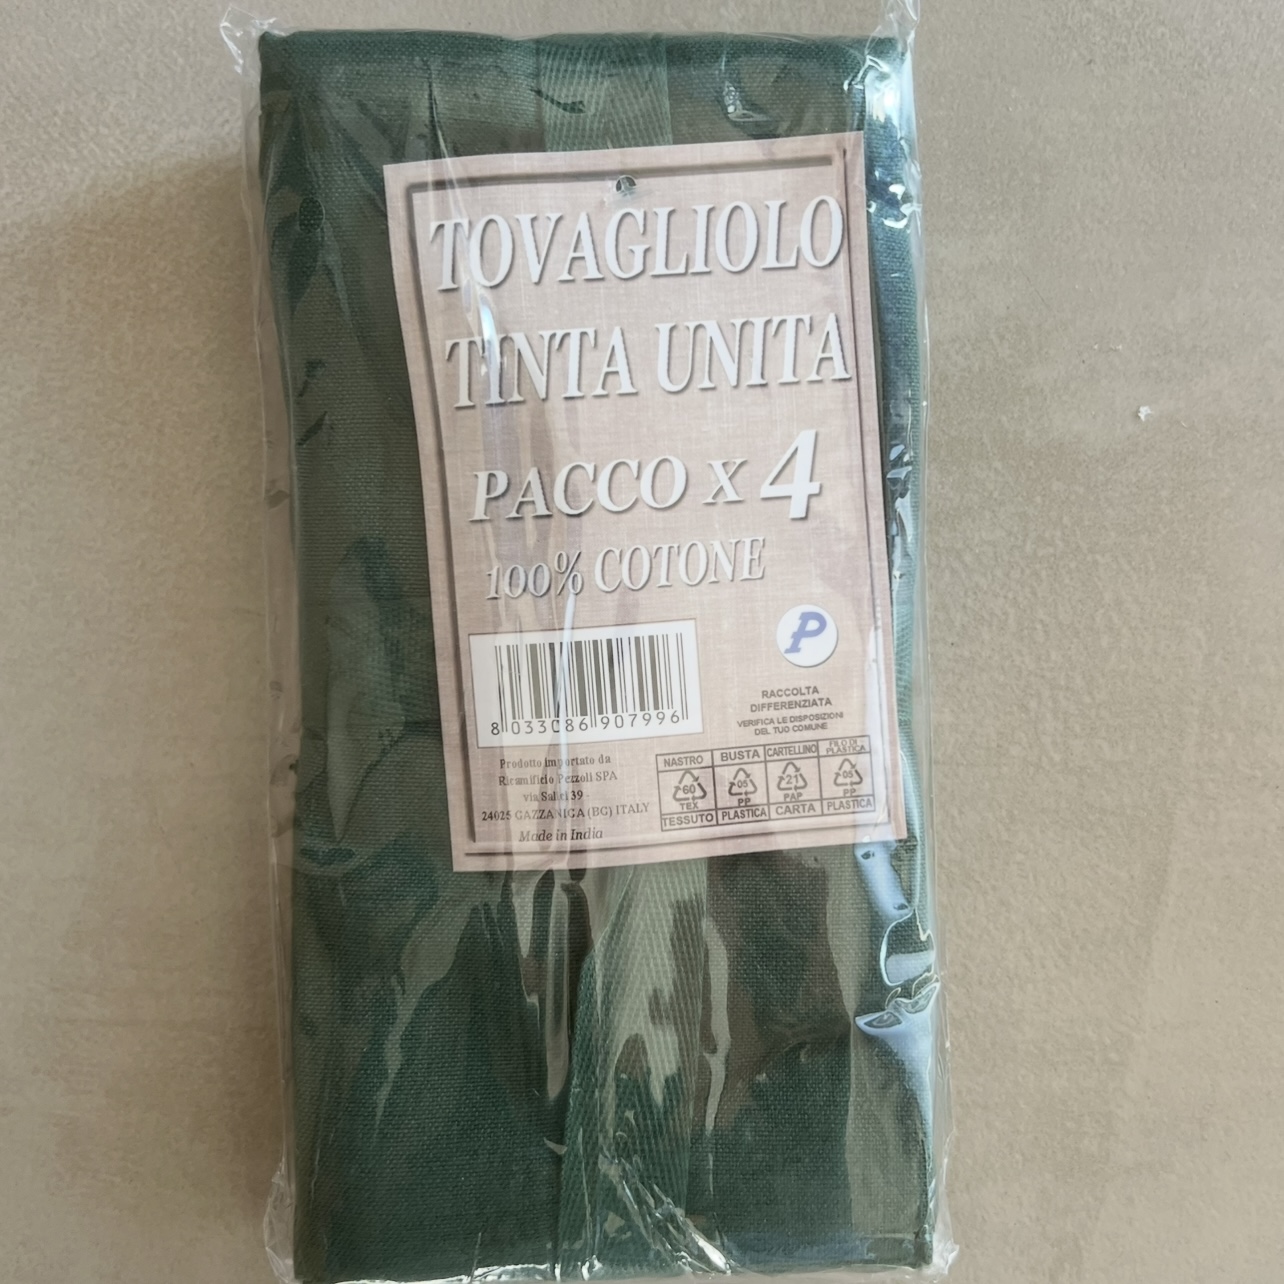 TOVAGLIOLO
TINTA UNITA
PACCO x 4
100% COTONE
P
8 033086 907996
RACCOLTA
DIFFERENZIATA
VERIFICA LE DISPOSIZIONI
DEL TUO COMUNE
Prodotto importato da
Ricamificio Pezzoli SPA
via Salici 39 -
24025 GAZZANIGA (BG) ITALY
Made in India
NASTRO BUSTA CARTELLINO FILO DI PLASTICA
60 05 21 05
TEX PP PAP PP
TESSUTO PLASTICA CARTA PLASTICA